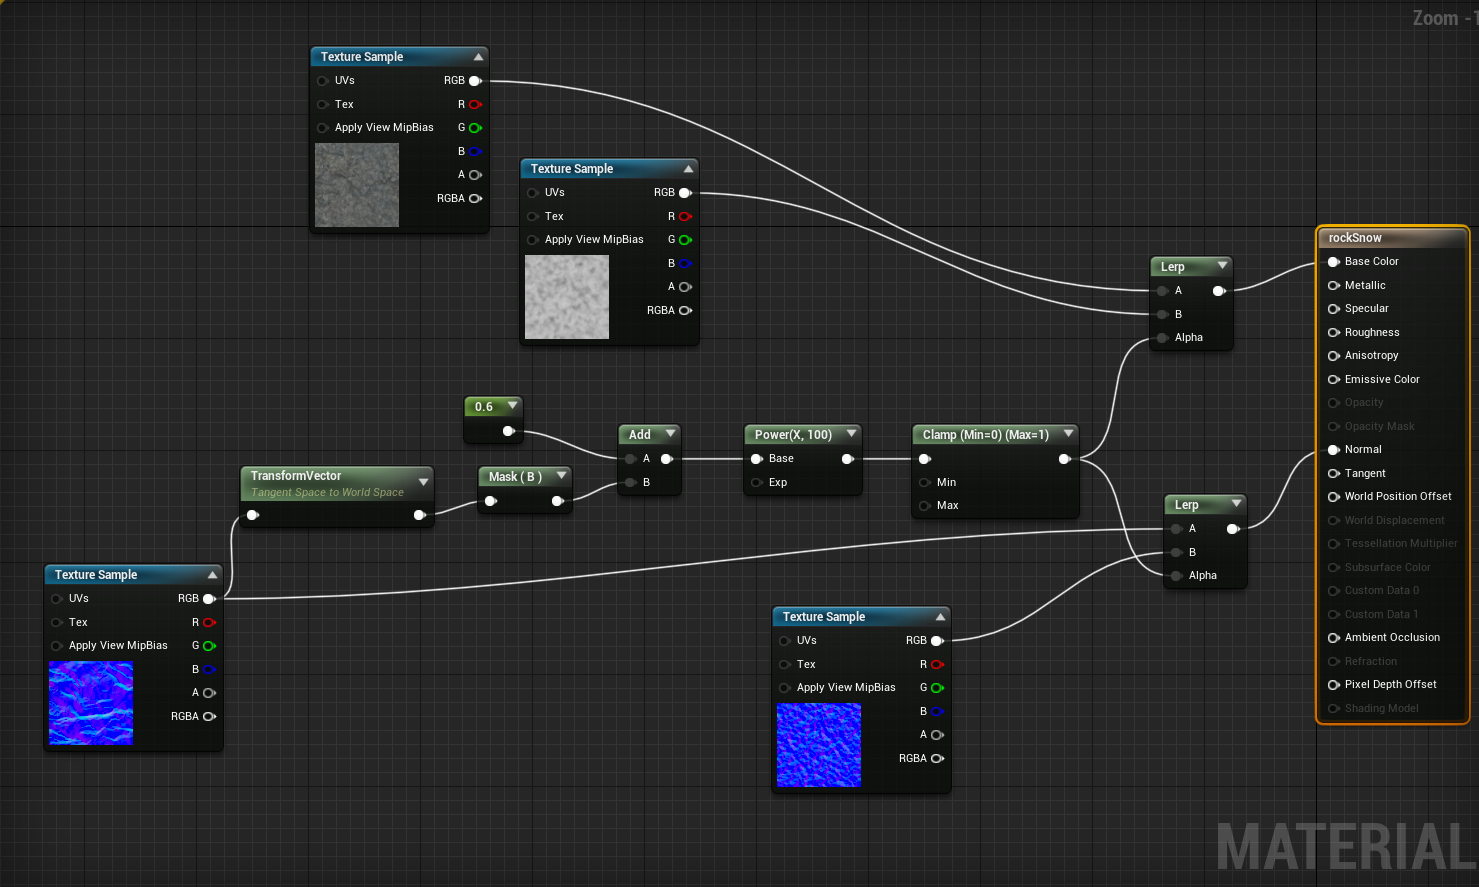 Zoom -1
Texture Sample
UVs RGB
Tex R
Apply View MipBias G
B
A
RGBA
Texture Sample
UVs RGB
Tex R
Apply View MipBias G
B
A
RGBA
0.6
TransformVector
Tangent Space to World Space
Mask ( B )
Add
A
B
Power(X, 100)
Base
Exp
Clamp (Min=0) (Max=1)
Min
Max
Lerp
A
B
Alpha
Texture Sample
UVs RGB
Tex R
Apply View MipBias G
B
A
RGBA
Texture Sample
UVs RGB
Tex R
Apply View MipBias G
B
A
RGBA
Lerp
A
B
Alpha
rockSnow
Base Color
Metallic
Specular
Roughness
Anisotropy
Emissive Color
Opacity
Opacity Mask
Normal
Tangent
World Position Offset
World Displacement
Tessellation Multiplier
Subsurface Color
Custom Data 0
Custom Data 1
Ambient Occlusion
Refraction
Pixel Depth Offset
Shading Model
MATERIAL